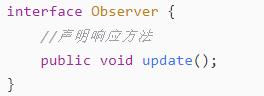 interface Observer {
    //声明响应方法
    public void update();
}